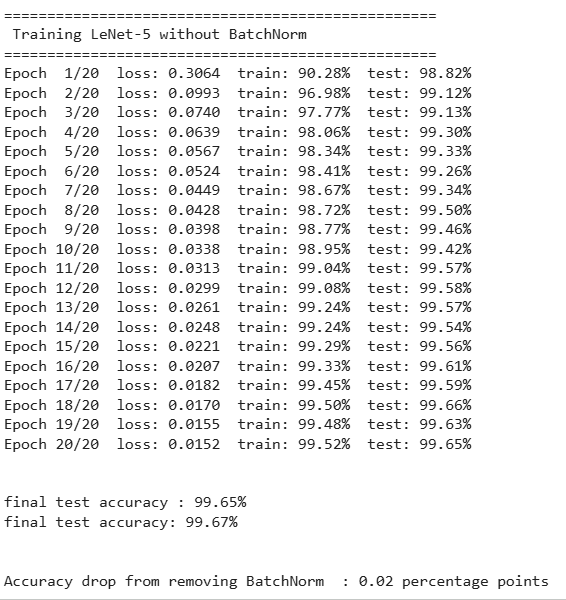 ===================================================
 Training LeNet-5 without BatchNorm
===================================================
Epoch  1/20  loss: 0.3064  train: 90.28%  test: 98.82%
Epoch  2/20  loss: 0.0993  train: 96.98%  test: 99.12%
Epoch  3/20  loss: 0.0740  train: 97.77%  test: 99.13%
Epoch  4/20  loss: 0.0639  train: 98.06%  test: 99.30%
Epoch  5/20  loss: 0.0567  train: 98.34%  test: 99.33%
Epoch  6/20  loss: 0.0524  train: 98.41%  test: 99.26%
Epoch  7/20  loss: 0.0449  train: 98.67%  test: 99.34%
Epoch  8/20  loss: 0.0428  train: 98.72%  test: 99.50%
Epoch  9/20  loss: 0.0398  train: 98.77%  test: 99.46%
Epoch 10/20  loss: 0.0338  train: 98.95%  test: 99.42%
Epoch 11/20  loss: 0.0313  train: 99.04%  test: 99.57%
Epoch 12/20  loss: 0.0299  train: 99.08%  test: 99.58%
Epoch 13/20  loss: 0.0261  train: 99.24%  test: 99.57%
Epoch 14/20  loss: 0.0248  train: 99.24%  test: 99.54%
Epoch 15/20  loss: 0.0221  train: 99.29%  test: 99.56%
Epoch 16/20  loss: 0.0207  train: 99.33%  test: 99.61%
Epoch 17/20  loss: 0.0182  train: 99.45%  test: 99.59%
Epoch 18/20  loss: 0.0170  train: 99.50%  test: 99.66%
Epoch 19/20  loss: 0.0155  train: 99.48%  test: 99.63%
Epoch 20/20  loss: 0.0152  train: 99.52%  test: 99.65%
final test accuracy : 99.65%
final test accuracy: 99.67%
Accuracy drop from removing BatchNorm  : 0.02 percentage points